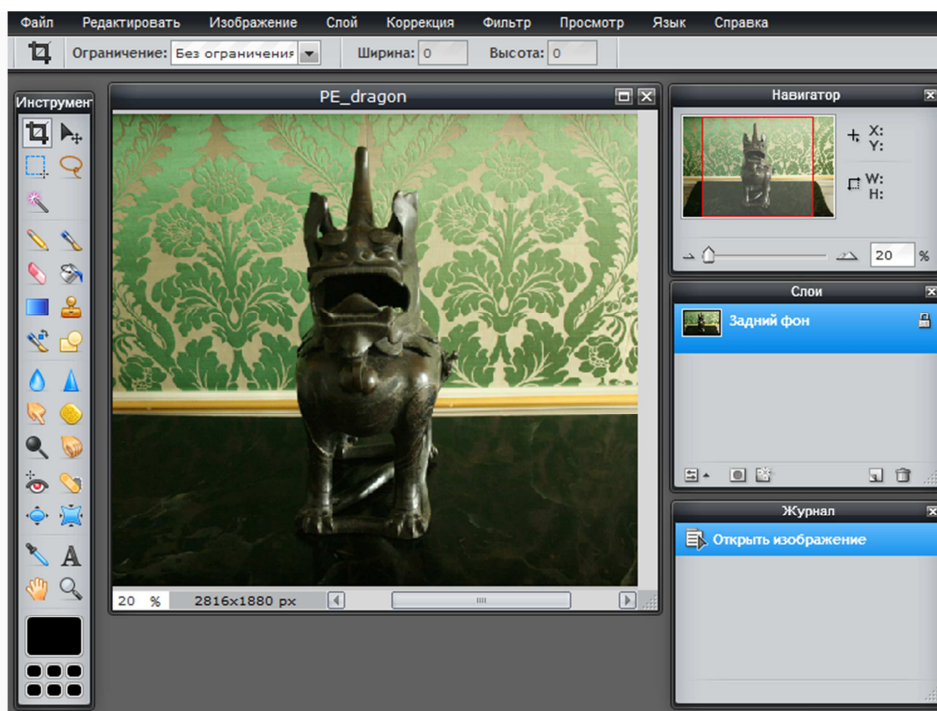 Файл Редактировать Изображение Слой Коррекция Фильтр Просмотр Язык Справка
Ограничение: Без ограничения Ширина: 0 Высота: 0
Инструмен
PE_dragon
20 % 2816x1880 px
Навигатор
X:
Y:
W:
H:
20 %
Слои
Задний фон
Журнал
Открыть изображение